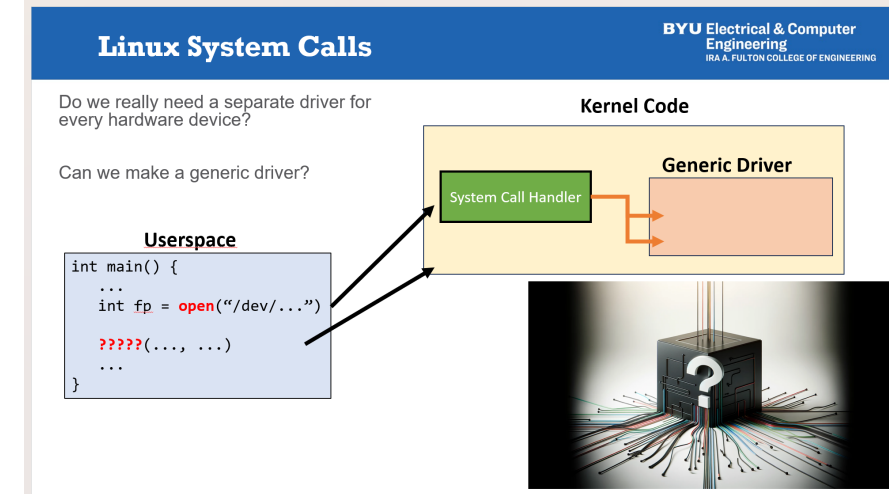 Linux System Calls
BYU Electrical & Computer
Engineering
IRA A. FULTON COLLEGE OF ENGINEERING
Do we really need a separate driver for
every hardware device?
Can we make a generic driver?
Kernel Code
Generic Driver
System Call Handler
Userspace
int main() {
...
int fp = open(“/dev/...”)
?????(..., ...)
...
}
?